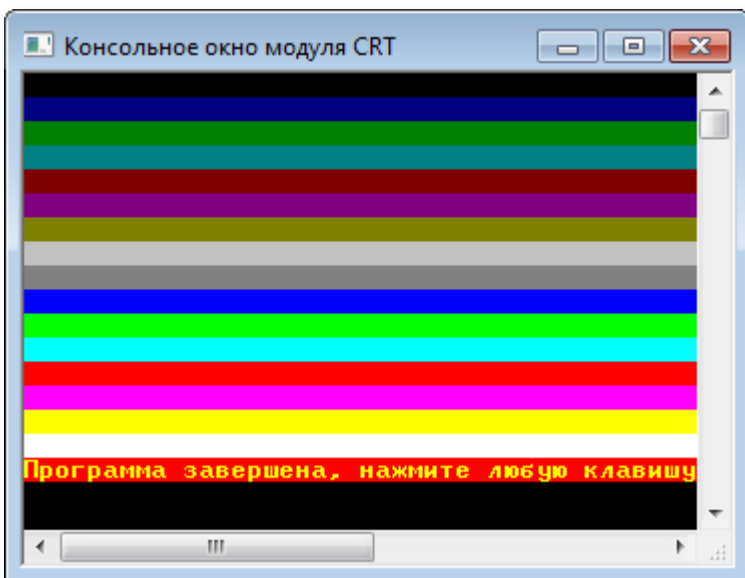 Консольное окно модуля CRT
Программа завершена, нажмите любую клавишу